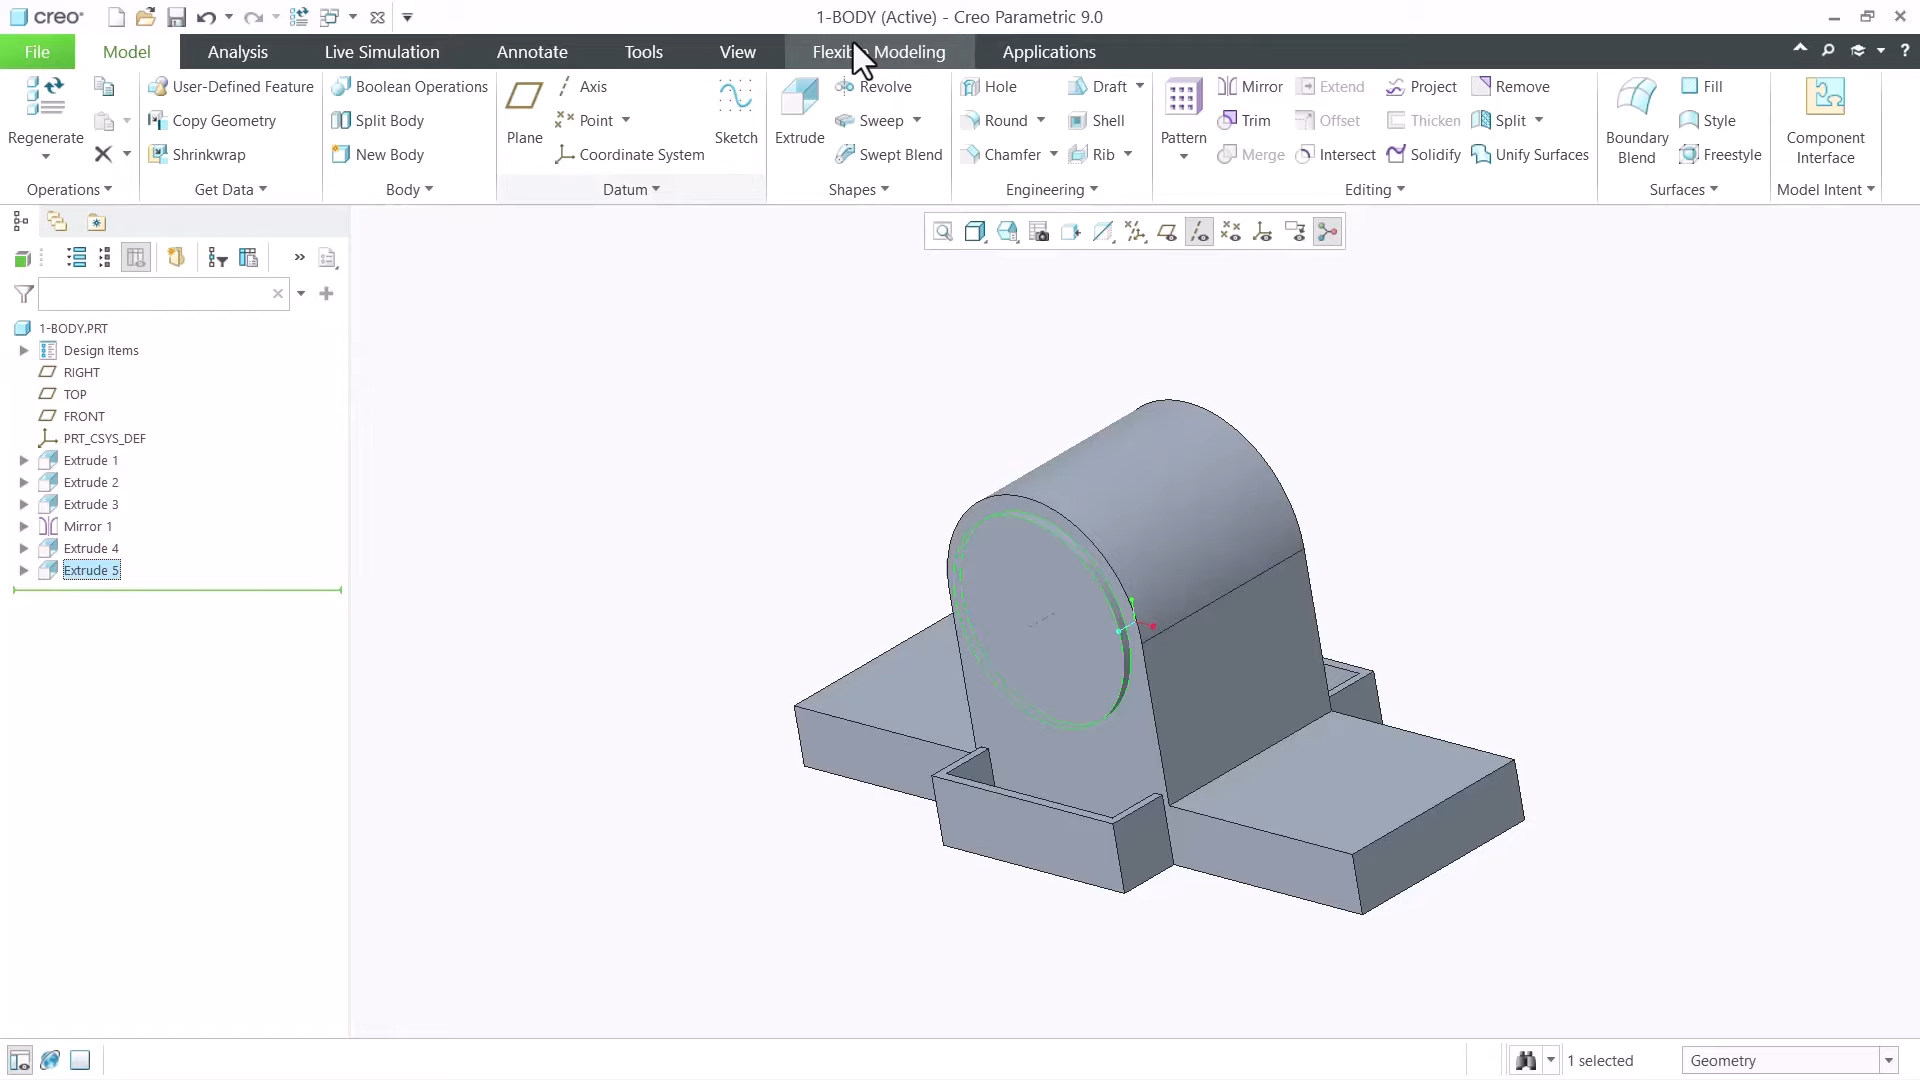 creo®
1-BODY (Active) - Creo Parametric 9.0
File Model Analysis Live Simulation Annotate Tools View Flexible Modeling Applications
Regenerate
User-Defined Feature
Copy Geometry
Shrinkwrap
Boolean Operations
Split Body
New Body
Plane
Axis
Point
Coordinate System
Sketch
Extrude
Revolve
Sweep
Swept Blend
Hole
Round
Chamfer
Draft
Shell
Rib
Pattern
Mirror
Trim
Merge
Extend
Offset
Intersect
Project
Thicken
Solidify
Remove
Split
Unify Surfaces
Boundary
Blend
Fill
Style
Freestyle
Component
Interface
Operations Get Data Body Datum Shapes Engineering Editing Surfaces Model Intent
1-BODY.PRT
Design Items
RIGHT
TOP
FRONT
PRT_CSYS_DEF
Extrude 1
Extrude 2
Extrude 3
Mirror 1
Extrude 4
Extrude 5
1 selected
Geometry